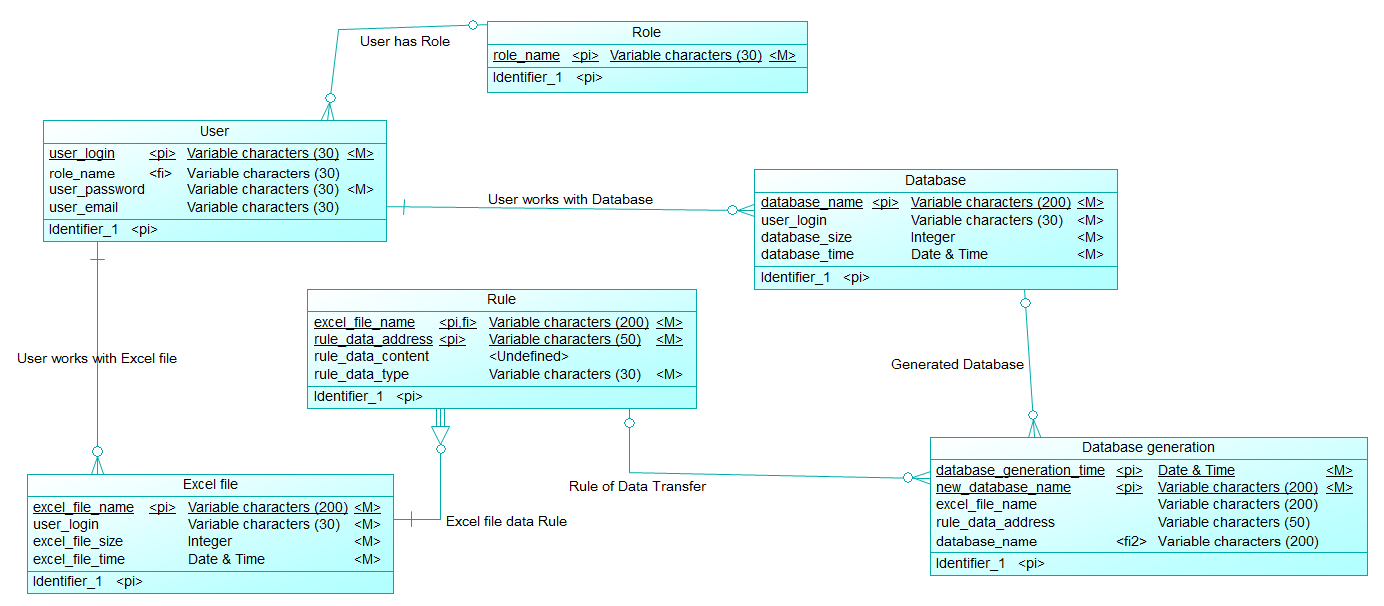 User has Role
Role
role_name <pi> Variable characters (30) <M>
Identifier_1 <pi>
User
user_login <pi> Variable characters (30) <M>
role_name <fi> Variable characters (30)
user_password Variable characters (30) <M>
user_email Variable characters (30)
Identifier_1 <pi>
User works with Database
Database
database_name <pi> Variable characters (200) <M>
user_login Variable characters (30) <M>
database_size Integer <M>
database_time Date & Time <M>
Identifier_1 <pi>
Rule
excel_file_name <pi,fi> Variable characters (200) <M>
rule_data_address <pi> Variable characters (50) <M>
rule_data_content <Undefined>
rule_data_type Variable characters (30) <M>
Identifier_1 <pi>
User works with Excel file
Generated Database
Excel file
excel_file_name <pi> Variable characters (200) <M>
user_login Variable characters (30) <M>
excel_file_size Integer <M>
excel_file_time Date & Time <M>
Identifier_1 <pi>
Excel file data Rule
Rule of Data Transfer
Database generation
database_generation_time <pi> Date & Time <M>
new_database_name <pi> Variable characters (200) <M>
excel_file_name Variable characters (200)
rule_data_address Variable characters (50)
database_name <fi2> Variable characters (200)
Identifier_1 <pi>